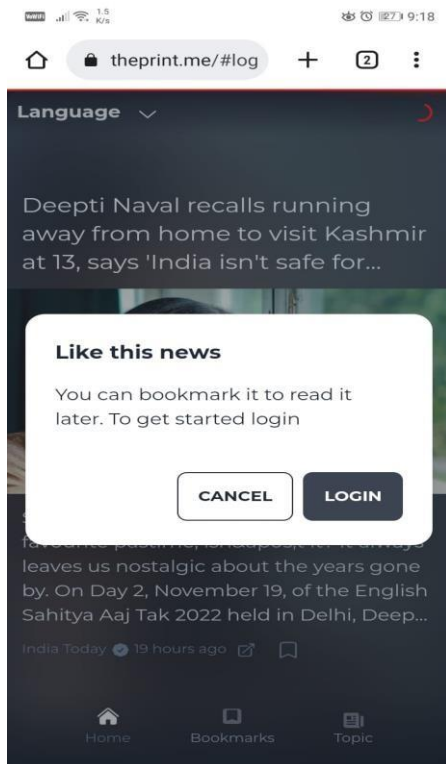 1.5
K/s
27 9:18
theprint.me/#log
2
Language
Deepti Naval recalls running
away from home to visit Kashmir
at 13, says 'India isn't safe for...
Like this news
You can bookmark it to read it
later. To get started login
CANCEL LOGIN
leaves us nostalgic about the years gone
by. On Day 2, November 19, of the English
Sahitya Aaj Tak 2022 held in Delhi, Deep...
India Today 19 hours ago
Home Bookmarks Topic